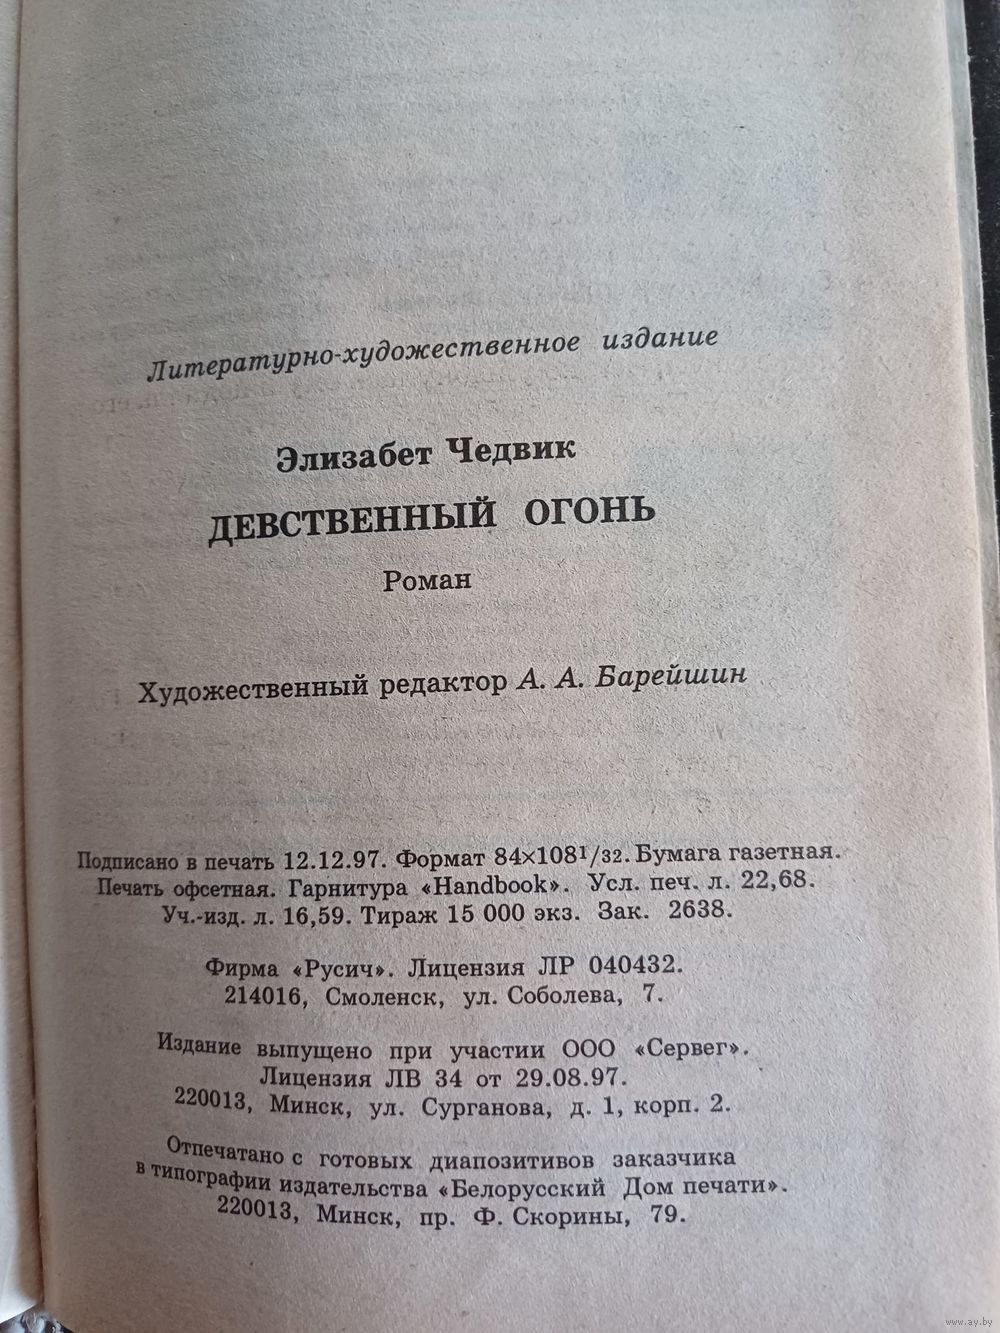 Литературно-художественное издание
Элизабет Чедвик
ДЕВСТВЕННЫЙ ОГОНЬ
Роман
Художественный редактор А. А. Барейшин
Подписано в печать 12.12.97. Формат 84×108¹/32. Бумага газетная.
Печать офсетная. Гарнитура «Handbook». Усл. печ. л. 22,68.
Уч.-изд. л. 16,59. Тираж 15 000 экз. Зак. 2638.
Фирма «Русич». Лицензия ЛР 040432.
214016, Смоленск, ул. Соболева, 7.
Издание выпущено при участии ООО «Сервег».
Лицензия ЛВ 34 от 29.08.97.
220013, Минск, ул. Сурганова, д. 1, корп. 2.
Отпечатано с готовых диапозитивов заказчика
в типографии издательства «Белорусский Дом печати».
220013, Минск, пр. Ф. Скорины, 79.
www.ay.by